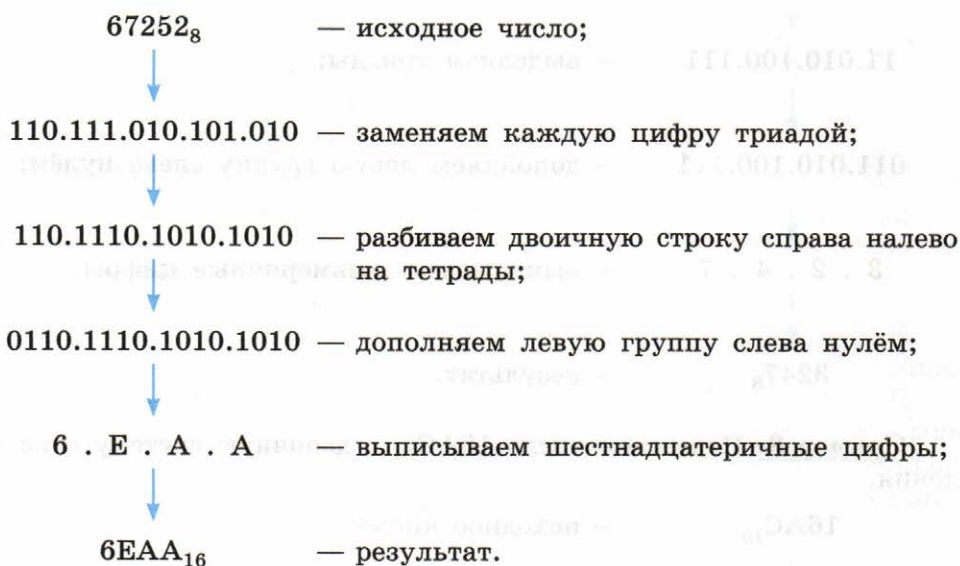 67252₈ — исходное число;
110.111.010.101.010 — заменяем каждую цифру триадой;
110.1110.1010.1010 — разбиваем двоичную строку справа налево
на тетрады;
0110.1110.1010.1010 — дополняем левую группу слева нулём;
6 . E . A . A — выписываем шестнадцатеричные цифры;
6EAA₁₆ — результат.